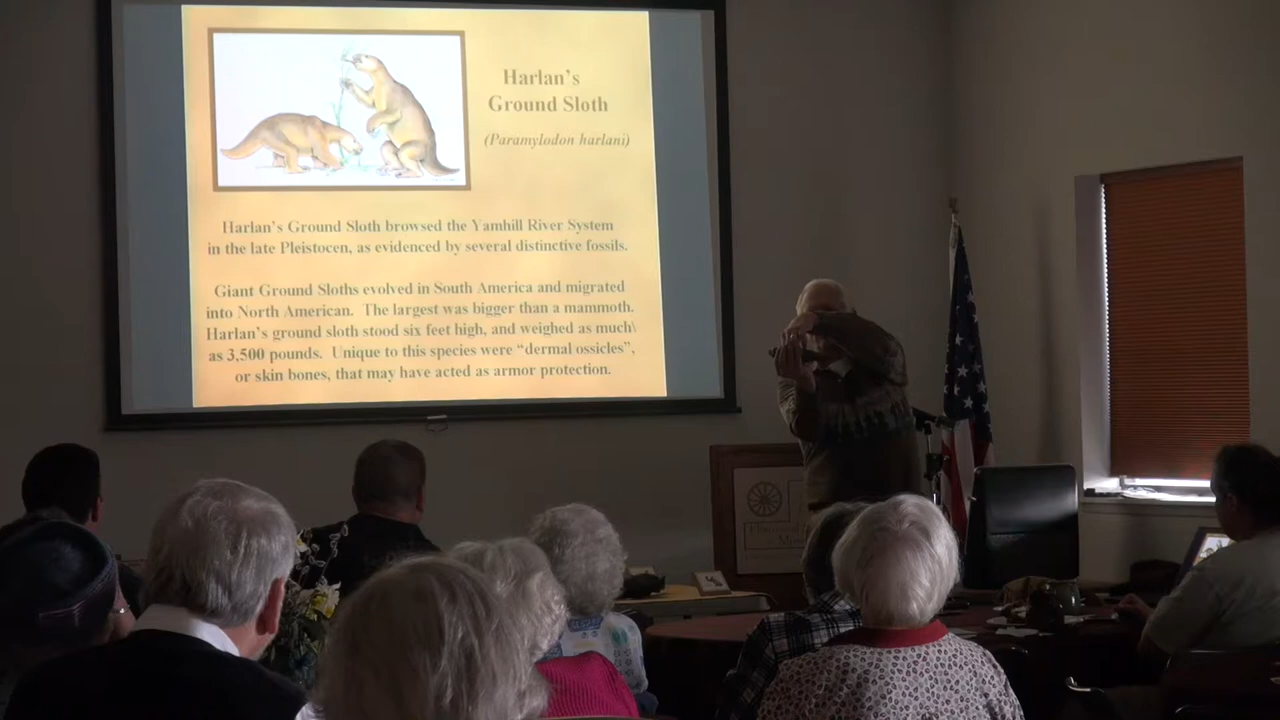 Harlan's
Ground Sloth
(Paramylodon harlani)
Harlan's Ground Sloth browsed the Yamhill River System
in the late Pleistocen, as evidenced by several distinctive fossils.
Giant Ground Sloths evolved in South America and migrated
into North American. The largest was bigger than a mammoth.
Harlan's ground sloth stood six feet high, and weighed as much\
as 3,500 pounds. Unique to this species were "dermal ossicles",
or skin bones, that may have acted as armor protection.